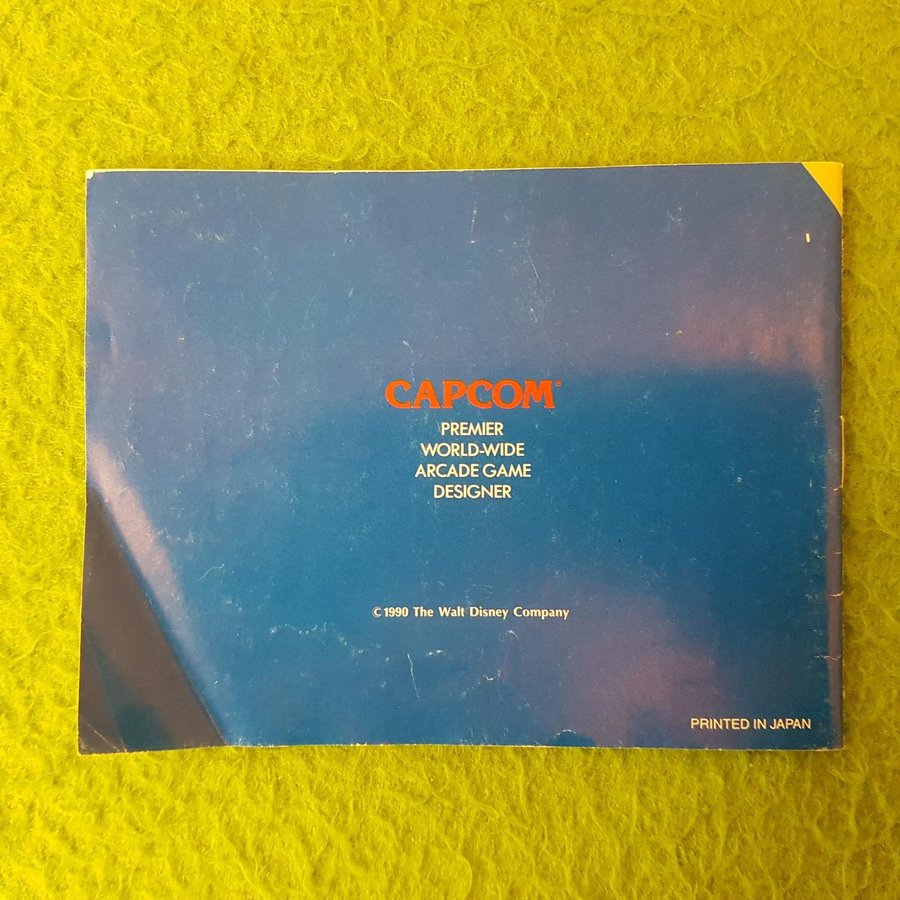 CAPCOM®
PREMIER
WORLD-WIDE
ARCADE GAME
DESIGNER
©1990 The Walt Disney Company
PRINTED IN JAPAN